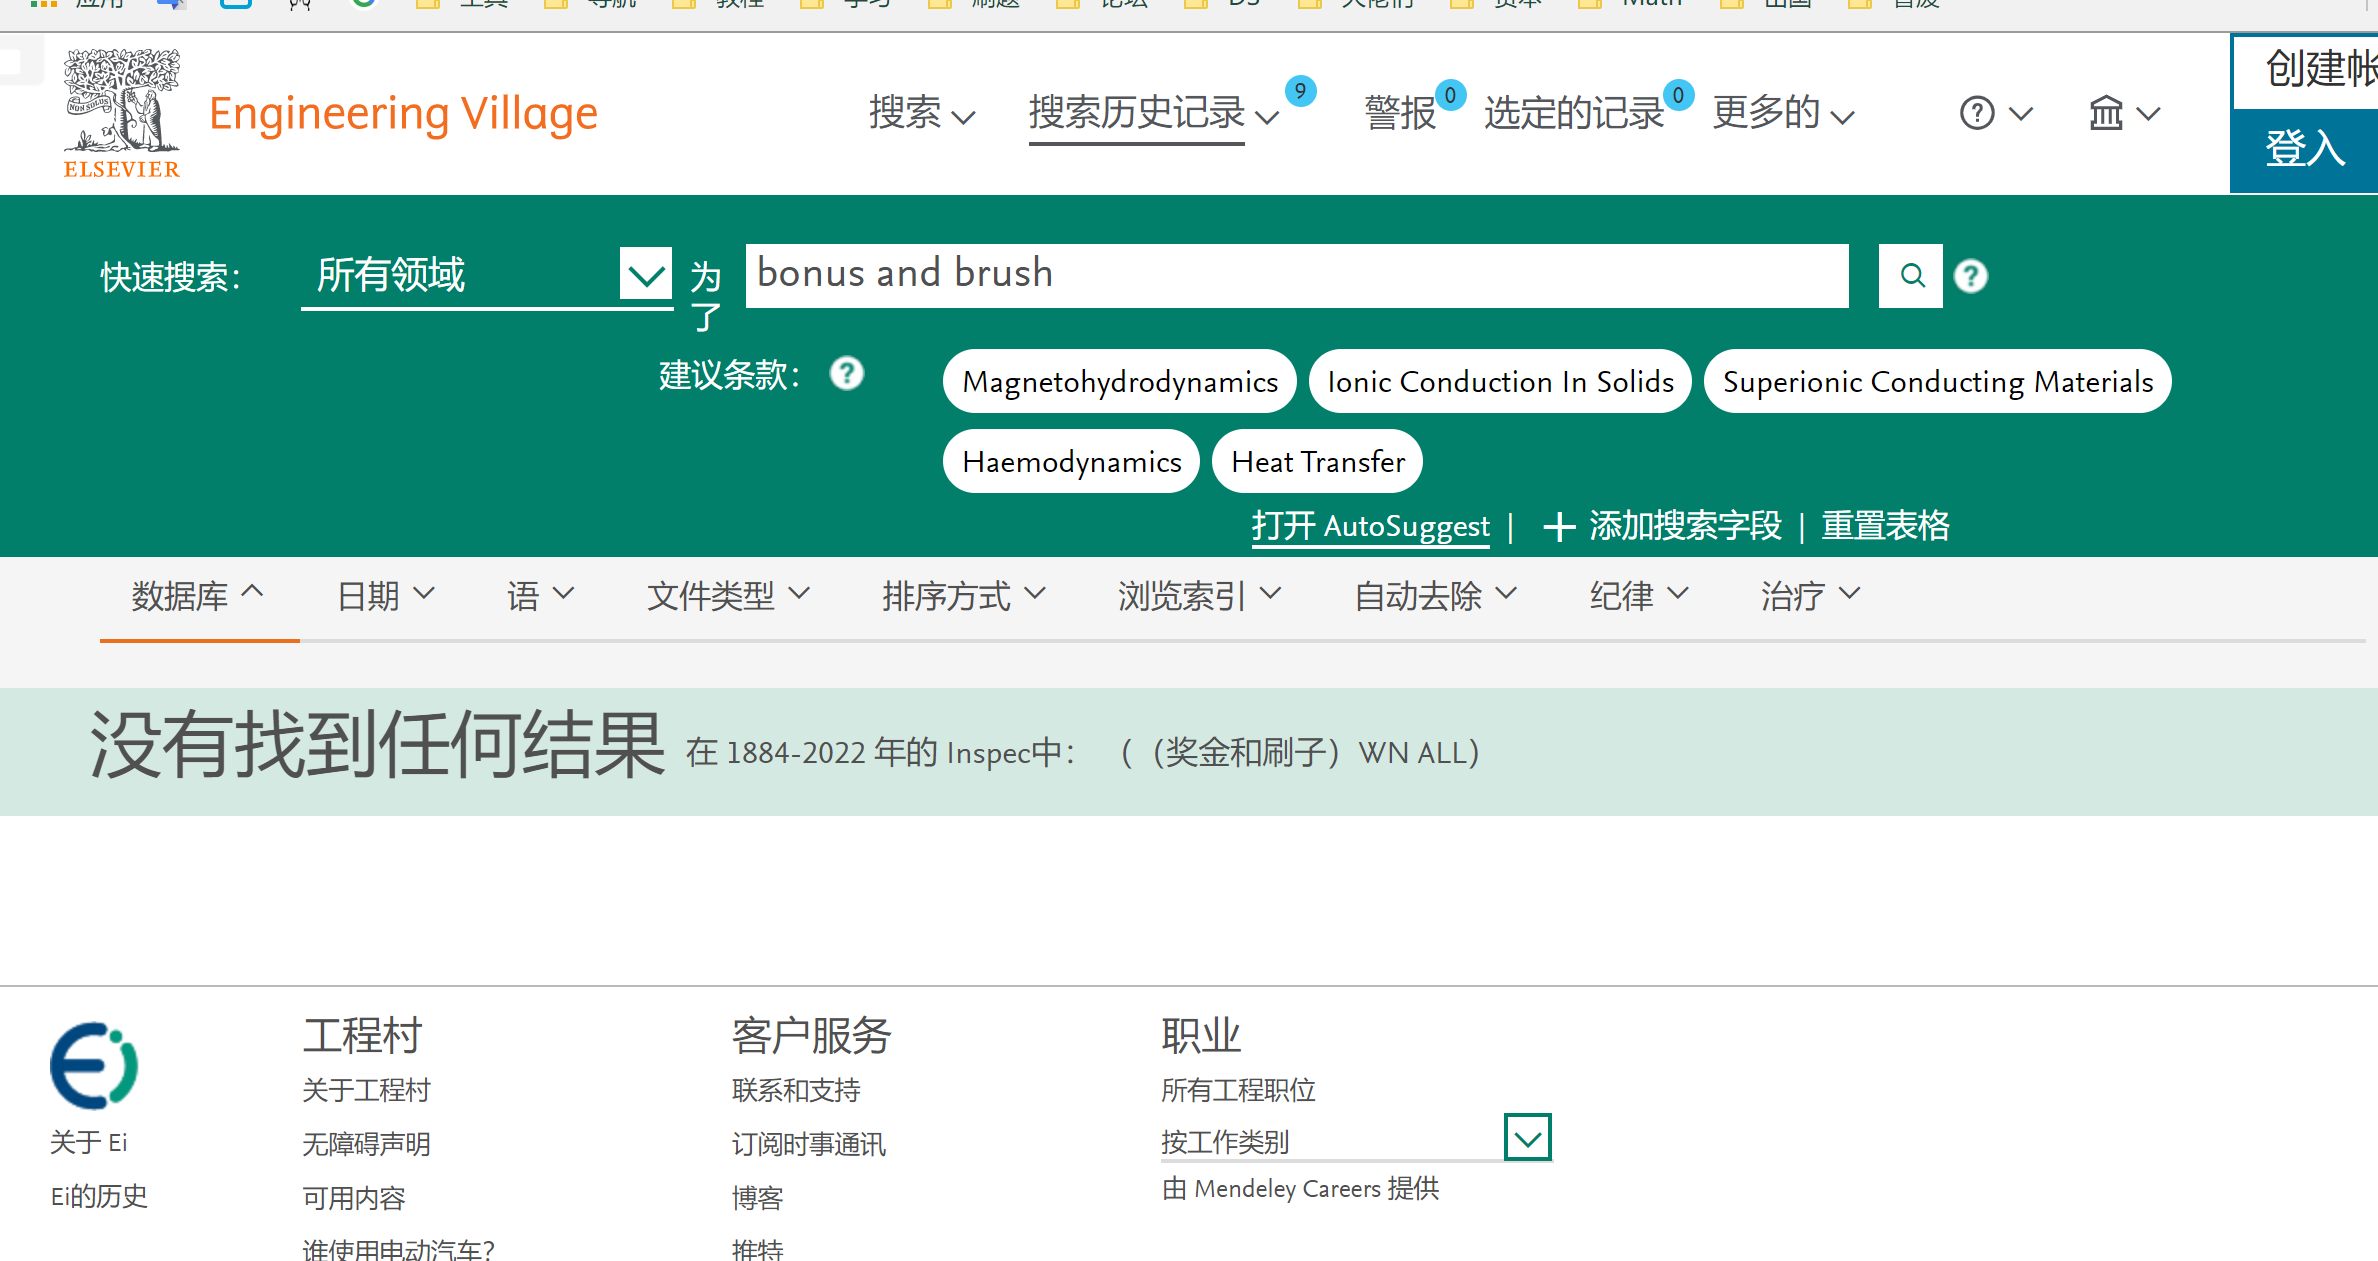 应用 工具 导航 教程 学习 刷题 论坛 DS 大佬们 资本 Math 出国
NON SOLUS
ELSEVIER
Engineering Village
搜索 搜索历史记录 9 警报 0 选定的记录 0 更多的
创建帐
登入
快速搜索：
所有领域
为了
bonus and brush
建议条款：
Magnetohydrodynamics Ionic Conduction In Solids Superionic Conducting Materials
Haemodynamics Heat Transfer
打开 AutoSuggest | + 添加搜索字段 | 重置表格
数据库 日期 语 文件类型 排序方式 浏览索引 自动去除 纪律 治疗
没有找到任何结果 在 1884-2022 年的 Inspec中： （（奖金和刷子）WN ALL）
Ei
关于 Ei
Ei的历史
工程村
关于工程村
无障碍声明
可用内容
谁使用电动汽车？
客户服务
联系和支持
订阅时事通讯
博客
推特
职业
所有工程职位
按工作类别
由 Mendeley Careers 提供